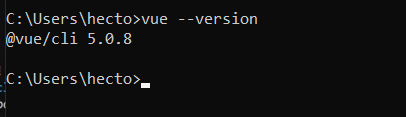 C:\Users\hecto>vue --version
@vue/cli 5.0.8
C:\Users\hecto>